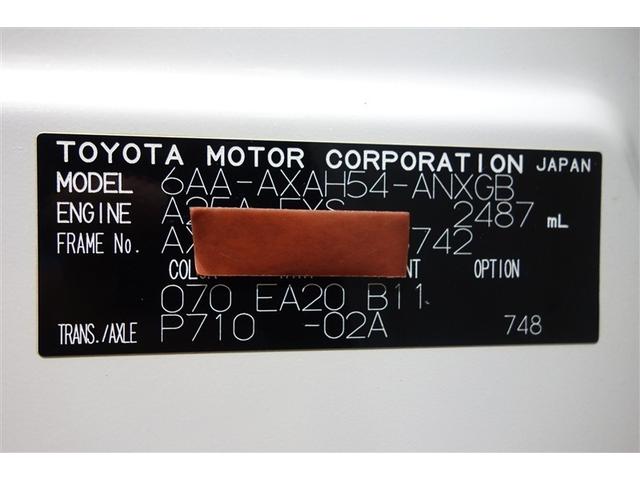 TOYOTA MOTOR CORPORATION JAPAN
MODEL 6AA-AXAH54-ANXGB
ENGINE 2487 mL
FRAME No. 742
OPTION
070 EA20 B11
TRANS./AXLE P710 -02A 748